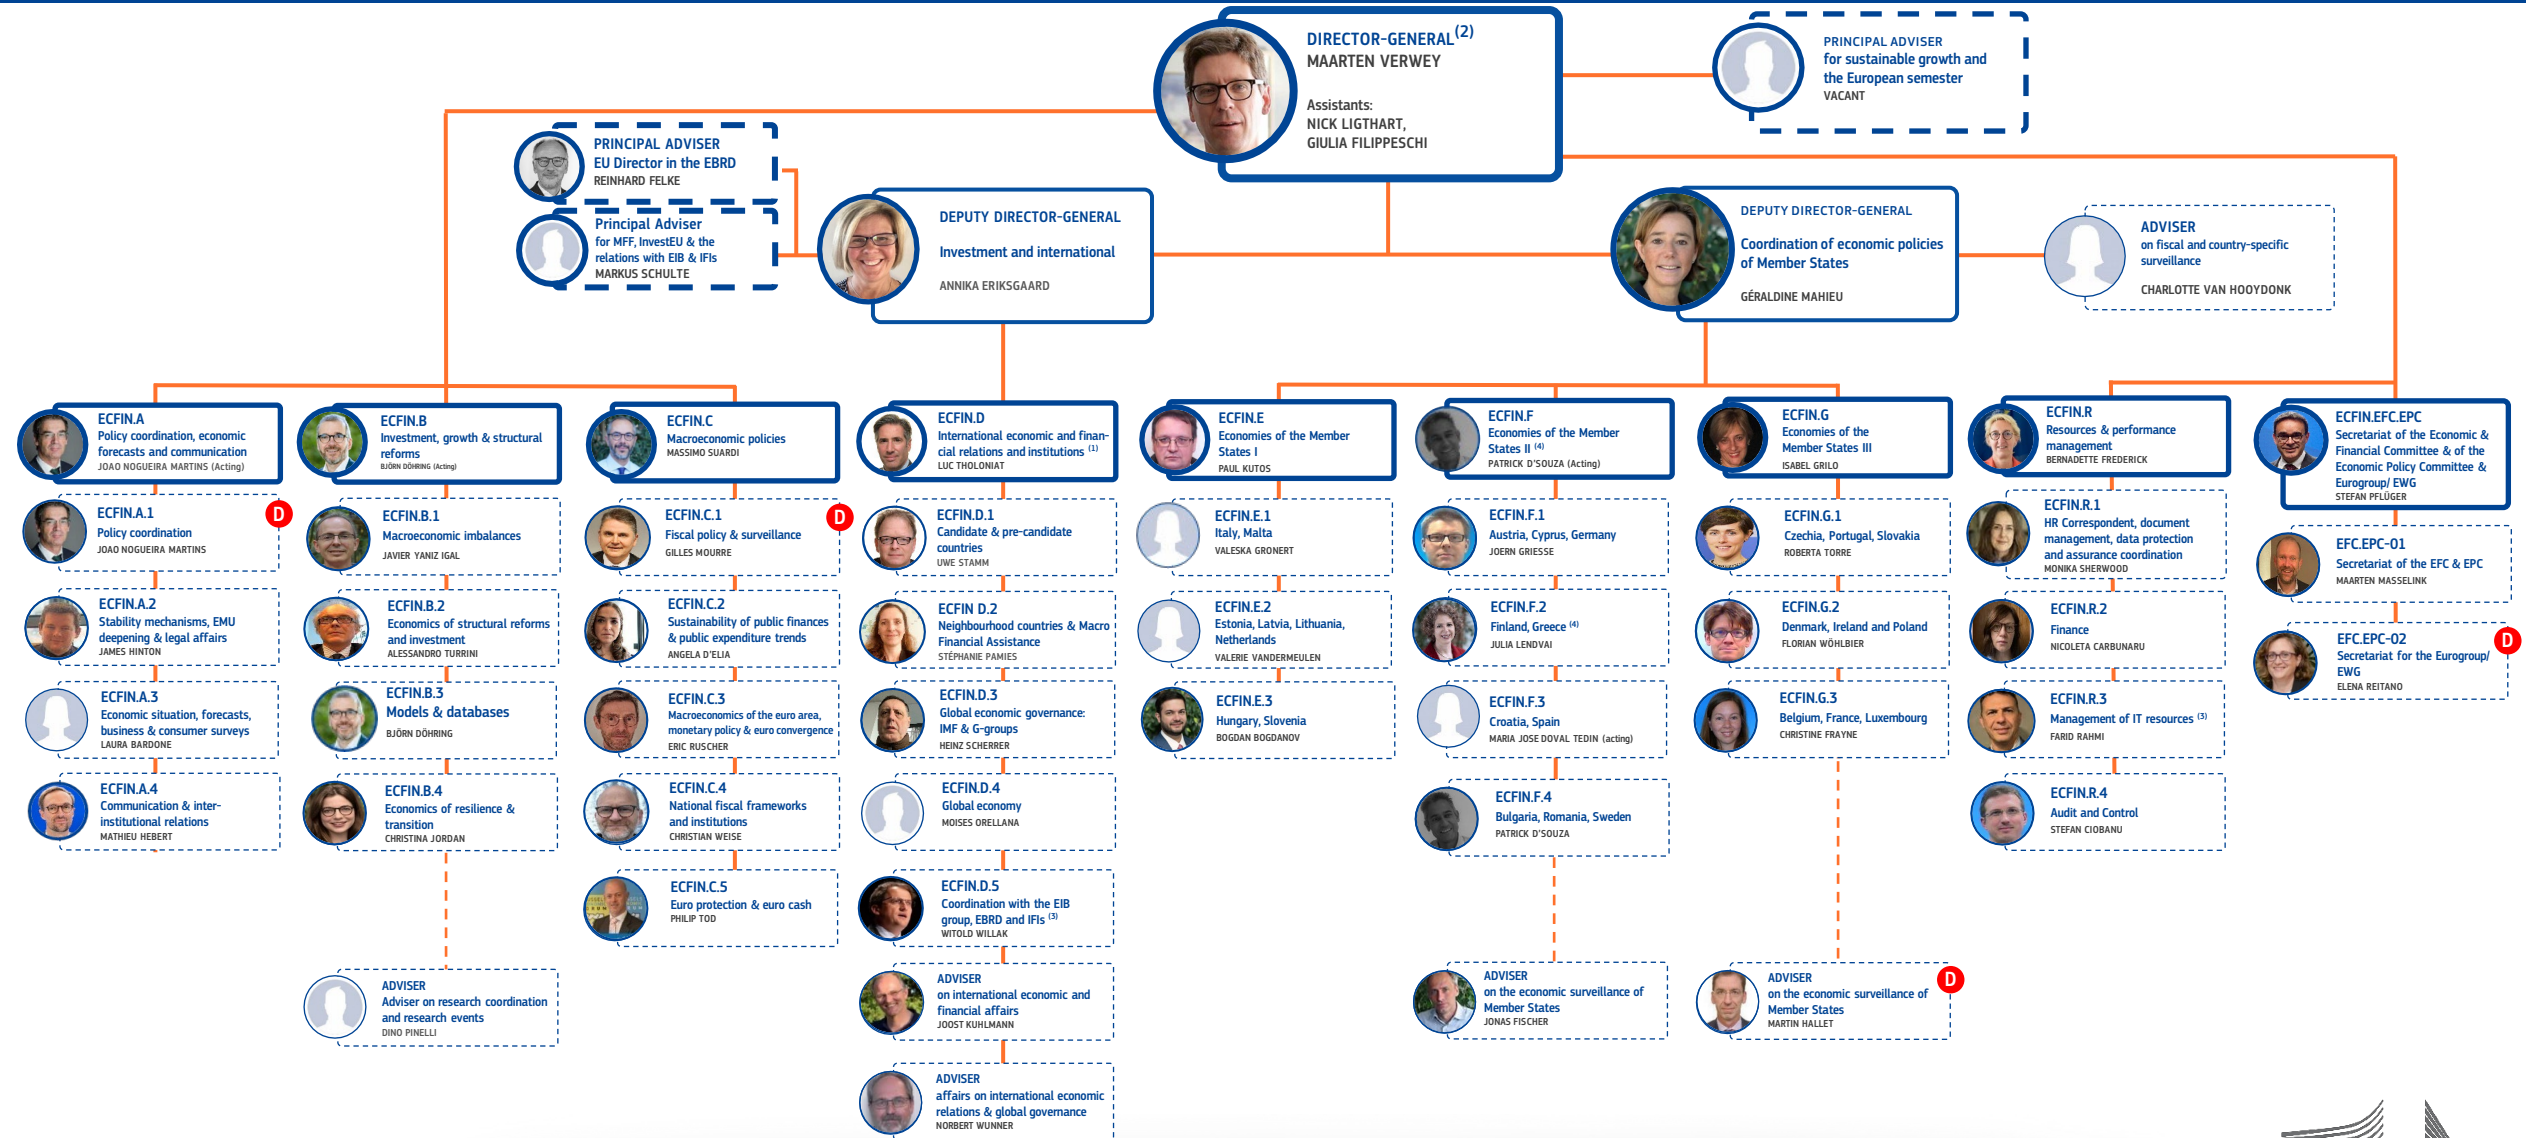 DIRECTOR-GENERAL(2)
MAARTEN VERWEY
Assistants:
NICK LIGTHART,
GIULIA FILIPPESCHI
PRINCIPAL ADVISER
for sustainable growth and
the European semester
VACANT
PRINCIPAL ADVISER
EU Director in the EBRD
REINHARD FELKE
Principal Adviser
for MFF, InvestEU & the
relations with EIB & IFIs
MARKUS SCHULTE
DEPUTY DIRECTOR-GENERAL
Investment and international
ANNIKA ERIKSGAARD
DEPUTY DIRECTOR-GENERAL
Coordination of economic policies
of Member States
GÉRALDINE MAHIEU
ADVISER
on fiscal and country-specific
surveillance
CHARLOTTE VAN HOOYDONK
ECFIN.A
Policy coordination, economic
forecasts and communication
JOAO NOGUEIRA MARTINS (Acting)
ECFIN.A.1
Policy coordination
JOAO NOGUEIRA MARTINS
D
ECFIN.A.2
Stability mechanisms, EMU
deepening & legal affairs
JAMES HINTON
ECFIN.A.3
Economic situation, forecasts,
business & consumer surveys
LAURA BARDONE
ECFIN.A.4
Communication & inter-
institutional relations
MATHIEU HEBERT
ECFIN.B
Investment, growth & structural
reforms
BJÖRN DÖHRING (Acting)
ECFIN.B.1
Macroeconomic imbalances
JAVIER YANIZ IGAL
ECFIN.B.2
Economics of structural reforms
and investment
ALESSANDRO TURRINI
ECFIN.B.3
Models & databases
BJÖRN DÖHRING
ECFIN.B.4
Economics of resilience &
transition
CHRISTINA JORDAN
ADVISER
Adviser on research coordination
and research events
DINO PINELLI
ECFIN.C
Macroeconomic policies
MASSIMO SUARDI
ECFIN.C.1
Fiscal policy & surveillance
GILLES MOURRE
D
ECFIN.C.2
Sustainability of public finances
& public expenditure trends
ANGELA D'ELIA
ECFIN.C.3
Macroeconomics of the euro area,
monetary policy & euro convergence
ERIC RUSCHER
ECFIN.C.4
National fiscal frameworks
and institutions
CHRISTIAN WEISE
ECFIN.C.5
Euro protection & euro cash
PHILIP TOD
ECFIN.D
International economic and finan-
cial relations and institutions (1)
LUC THOLONIAT
ECFIN.D.1
Candidate & pre-candidate
countries
UWE STAMM
ECFIN D.2
Neighbourhood countries & Macro
Financial Assistance
STÉPHANIE PAMIES
ECFIN.D.3
Global economic governance:
IMF & G-groups
HEINZ SCHERRER
ECFIN.D.4
Global economy
MOISES ORELLANA
ECFIN.D.5
Coordination with the EIB
group, EBRD and IFIs (3)
WITOLD WILLAK
ADVISER
on international economic and
financial affairs
JOOST KUHLMANN
ADVISER
affairs on international economic
relations & global governance
NORBERT WUNNER
ECFIN.E
Economies of the Member
States I
PAUL KUTOS
ECFIN.E.1
Italy, Malta
VALESKA GRONERT
ECFIN.E.2
Estonia, Latvia, Lithuania,
Netherlands
VALERIE VANDERMEULEN
ECFIN.E.3
Hungary, Slovenia
BOGDAN BOGDANOV
ECFIN.F
Economies of the Member
States II (4)
PATRICK D'SOUZA (Acting)
ECFIN.F.1
Austria, Cyprus, Germany
JOERN GRIESSE
ECFIN.F.2
Finland, Greece (4)
JULIA LENDVAI
ECFIN.F.3
Croatia, Spain
MARIA JOSE DOVAL TEDIN (acting)
ECFIN.F.4
Bulgaria, Romania, Sweden
PATRICK D'SOUZA
ADVISER
on the economic surveillance of
Member States
JONAS FISCHER
ECFIN.G
Economies of the
Member States III
ISABEL GRILO
ECFIN.G.1
Czechia, Portugal, Slovakia
ROBERTA TORRE
ECFIN.G.2
Denmark, Ireland and Poland
FLORIAN WÖHLBIER
ECFIN.G.3
Belgium, France, Luxembourg
CHRISTINE FRAYNE
ADVISER
on the economic surveillance of
Member States
MARTIN HALLET
D
ECFIN.R
Resources & performance
management
BERNADETTE FREDERICK
ECFIN.R.1
HR Correspondent, document
management, data protection
and assurance coordination
MONIKA SHERWOOD
ECFIN.R.2
Finance
NICOLETA CARBUNARU
ECFIN.R.3
Management of IT resources (3)
FARID RAHMI
ECFIN.R.4
Audit and Control
STEFAN CIOBANU
ECFIN.EFC.EPC
Secretariat of the Economic &
Financial Committee & of the
Economic Policy Committee &
Eurogroup/ EWG
STEFAN PFLÜGER
EFC.EPC-01
Secretariat of the EFC & EPC
MAARTEN MASSELINK
EFC.EPC-02
Secretariat for the Eurogroup/
EWG
ELENA REITANO
D